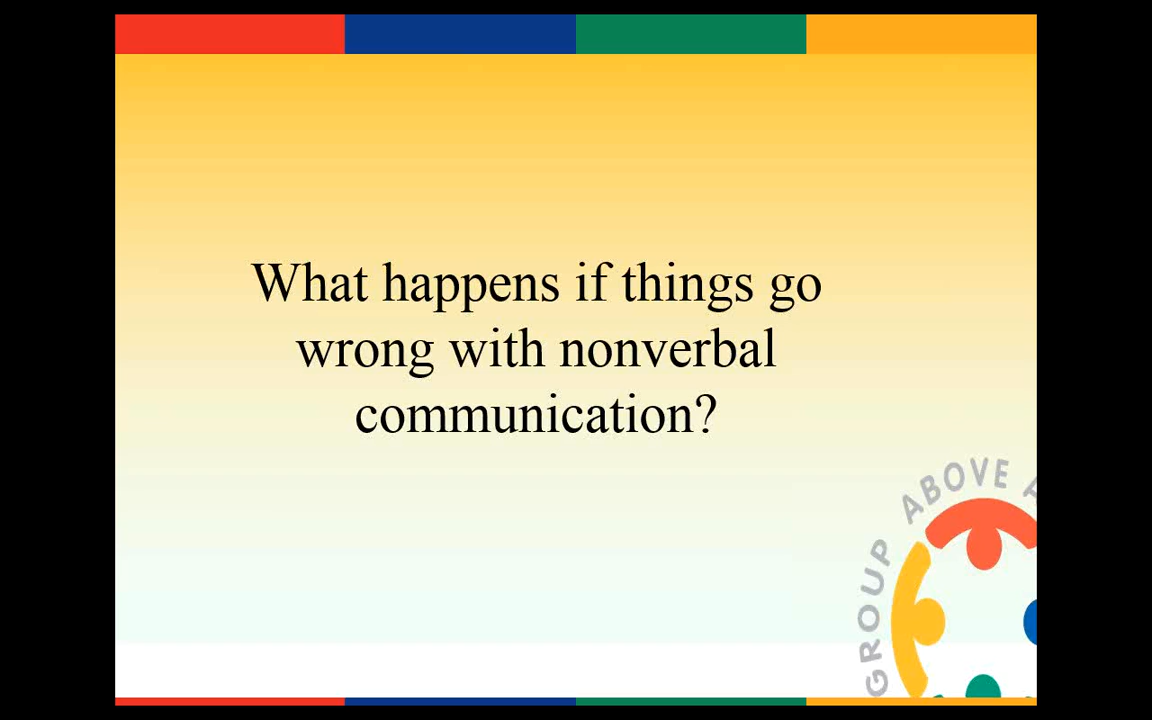 What happens if things go
wrong with nonverbal
communication?
GROUP ABOVE